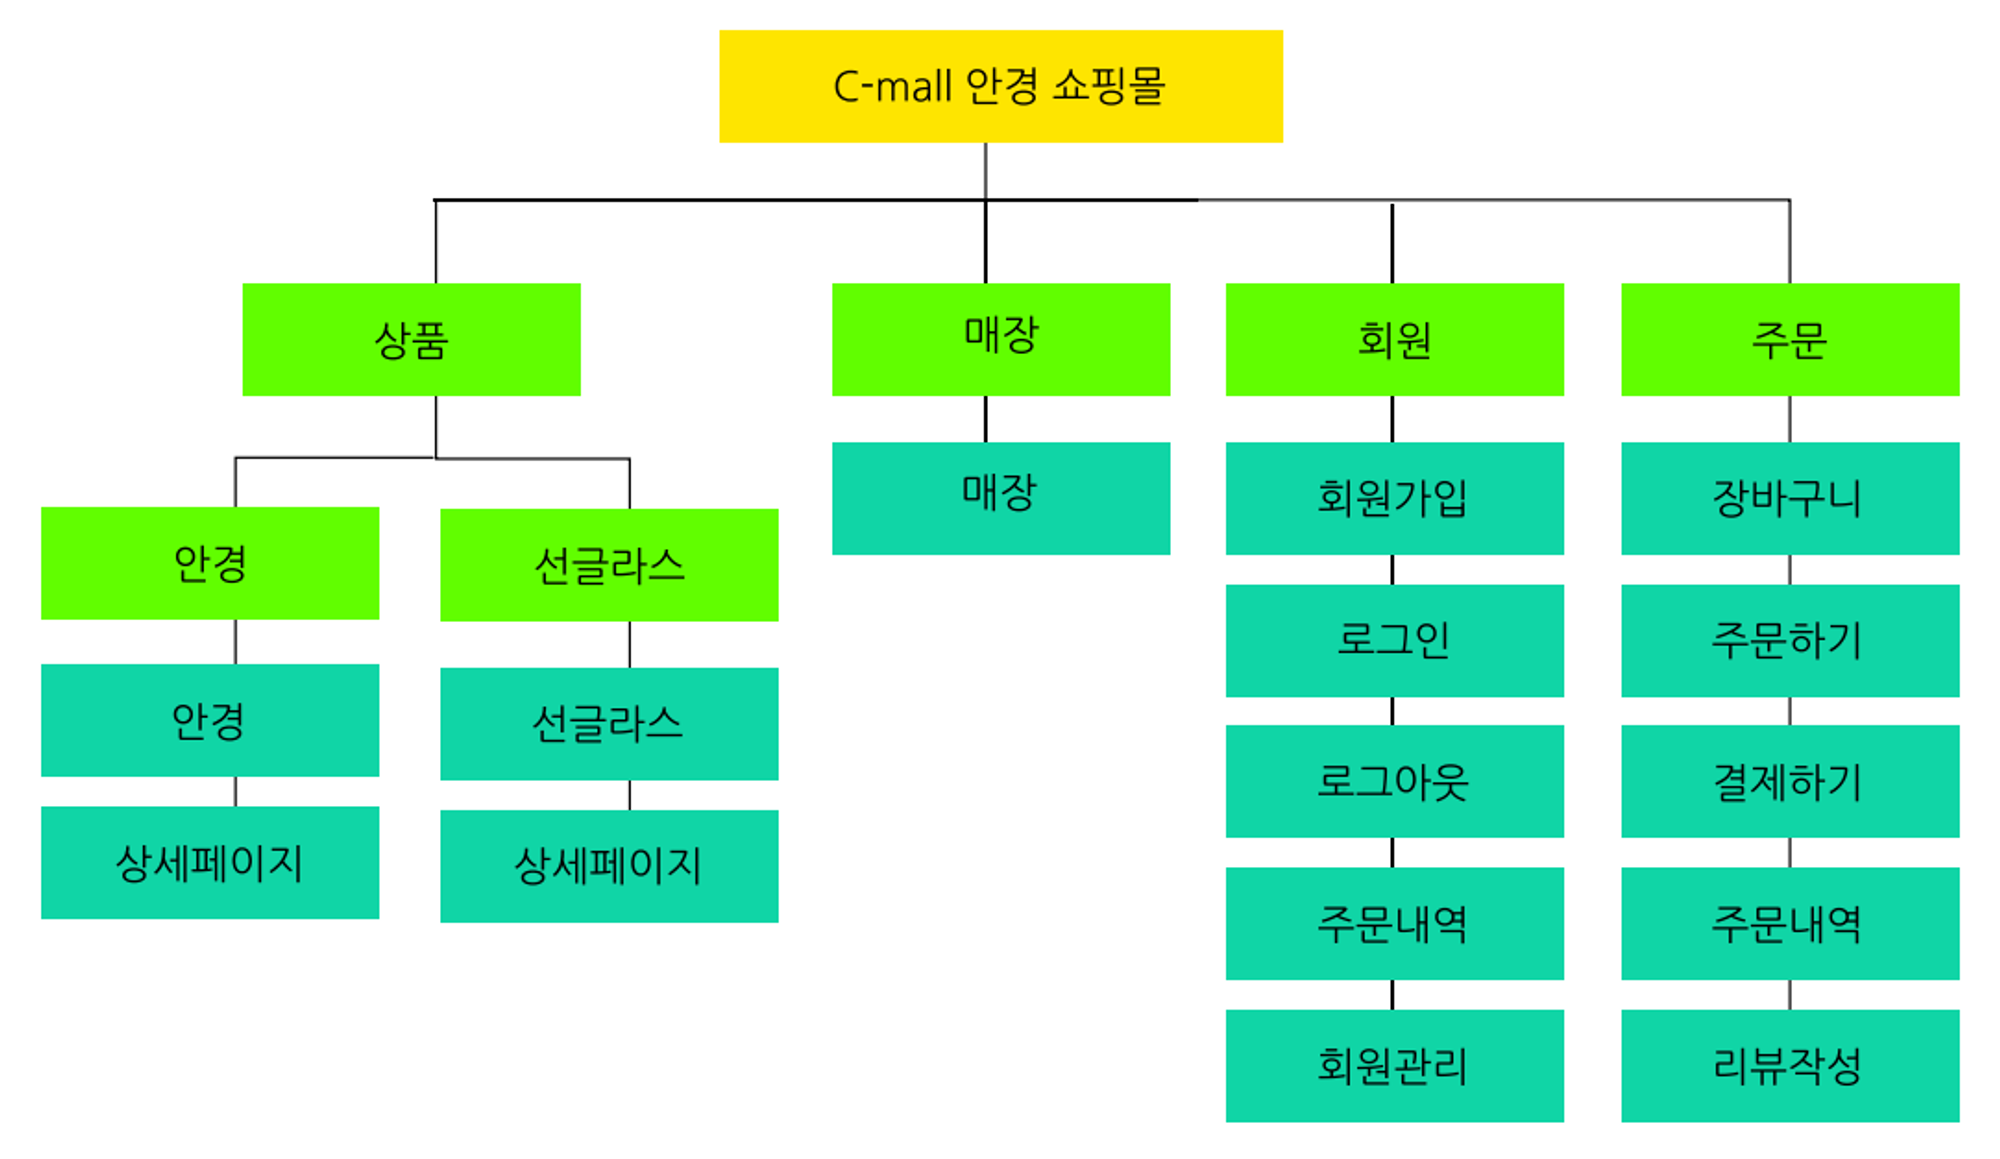 C-mall 안경 쇼핑몰
상품
매장
회원
주문
매장
회원가입
장바구니
안경
선글라스
로그인
주문하기
안경
선글라스
로그아웃
결제하기
상세페이지
상세페이지
주문내역
주문내역
회원관리
리뷰작성